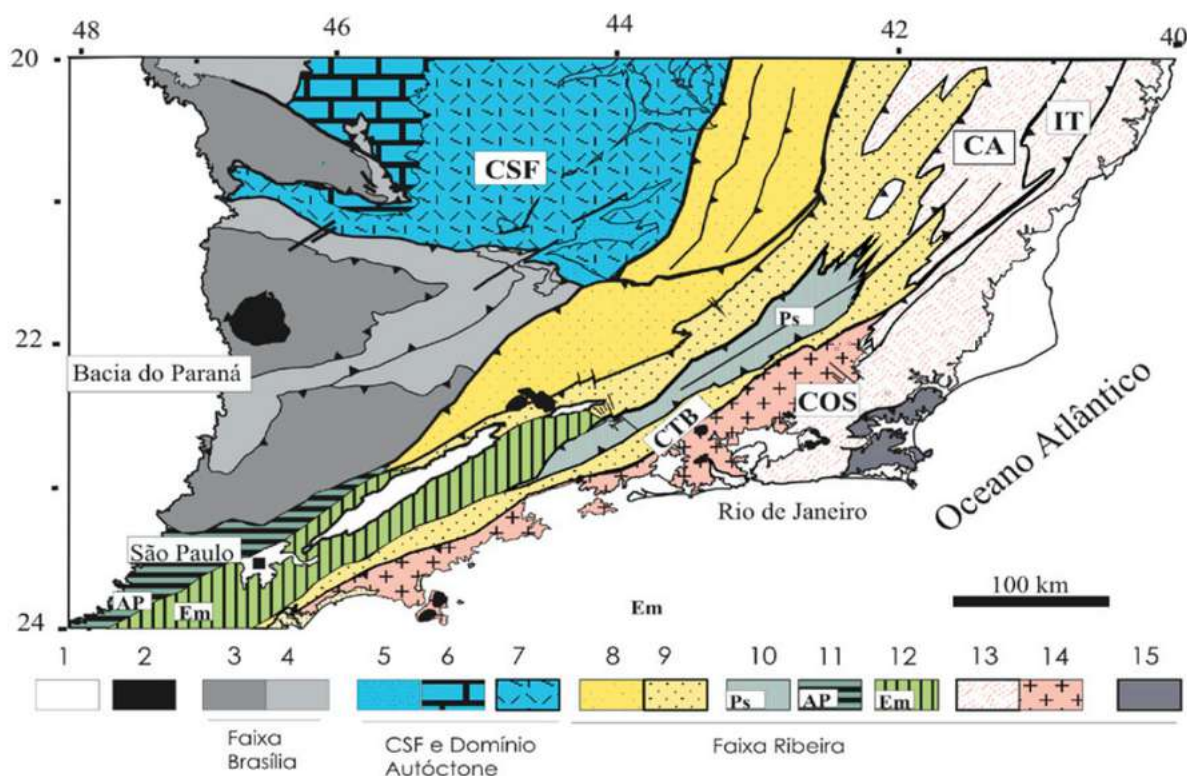 48 46 44 42 40
20
CSF
CA
IT
22
Ps
Bacia do Paraná
COS
CTB
Oceano Atlântico
Rio de Janeiro
São Paulo
100 km
AP
Em
Em
24
1 2 3 4 5 6 7 8 9 10 11 12 13 14 15
Ps AP Em
Faixa
Brasília
CSF e Domínio
Autóctone
Faixa Ribeira